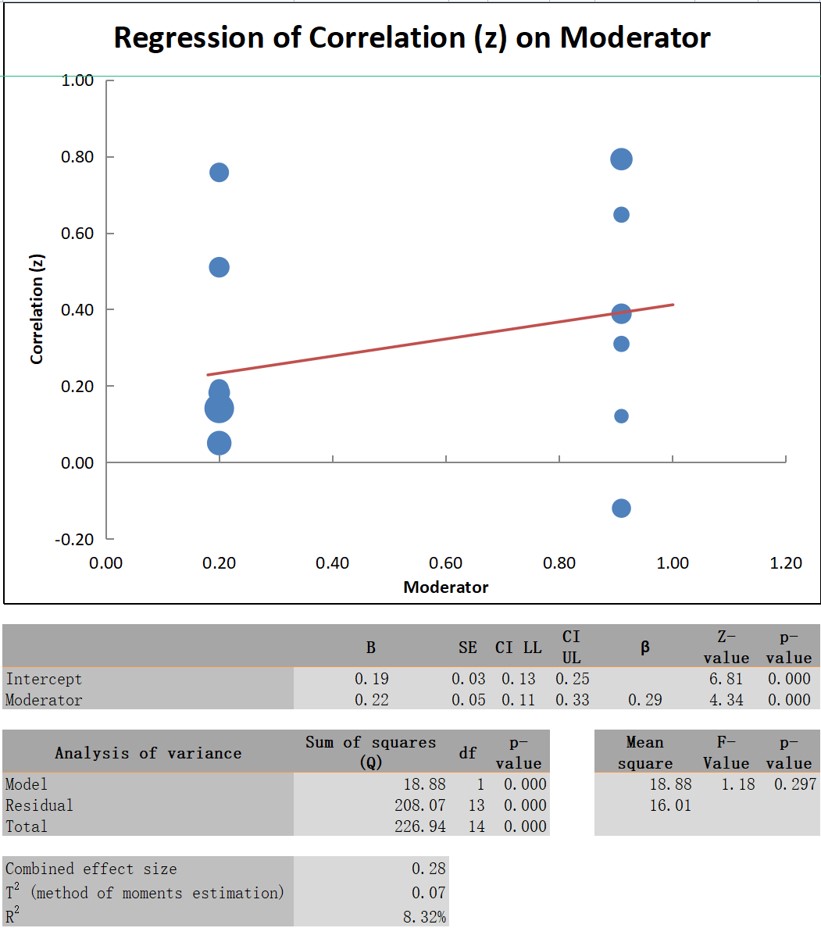 Regression of Correlation (z) on Moderator
1.00
0.80
0.60
0.40
0.20
0.00
-0.20
Correlation (z)
0.00 0.20 0.40 0.60 0.80 1.00 1.20
Moderator
B SE CI LL CI UL β Z-value p-value
Intercept 0.19 0.03 0.13 0.25 6.81 0.000
Moderator 0.22 0.05 0.11 0.33 0.29 4.34 0.000
Analysis of variance Sum of squares (Q) df p-value Mean square F-Value p-value
Model 18.88 1 0.000 18.88 1.18 0.297
Residual 208.07 13 0.000 16.01
Total 226.94 14 0.000
Combined effect size 0.28
T² (method of moments estimation) 0.07
R² 8.32%